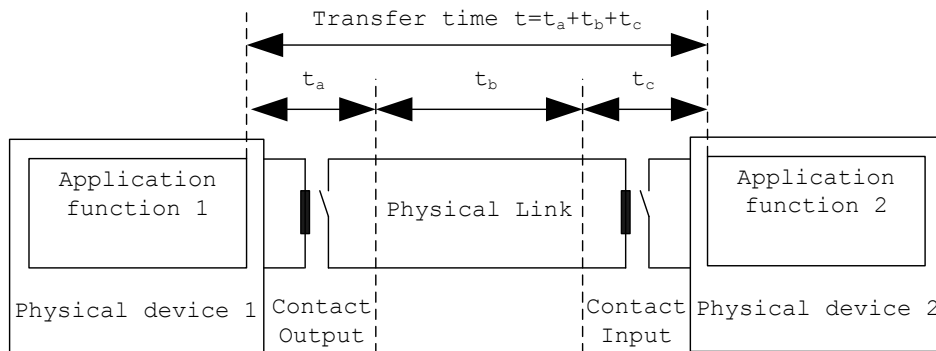 Transfer time t=ta+tb+tc
ta
tb
tc
Application
function 1
Physical Link
Application
function 2
Physical device 1
Contact
Output
Contact
Input
Physical device 2